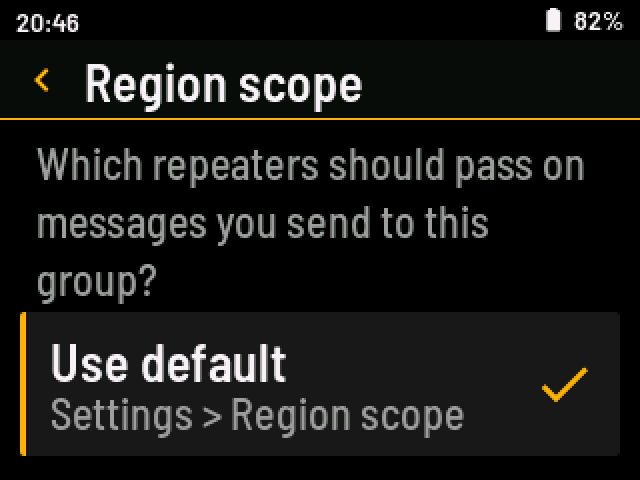 20:46 82%
Region scope
Which repeaters should pass on
messages you send to this
group?
Use default
Settings > Region scope